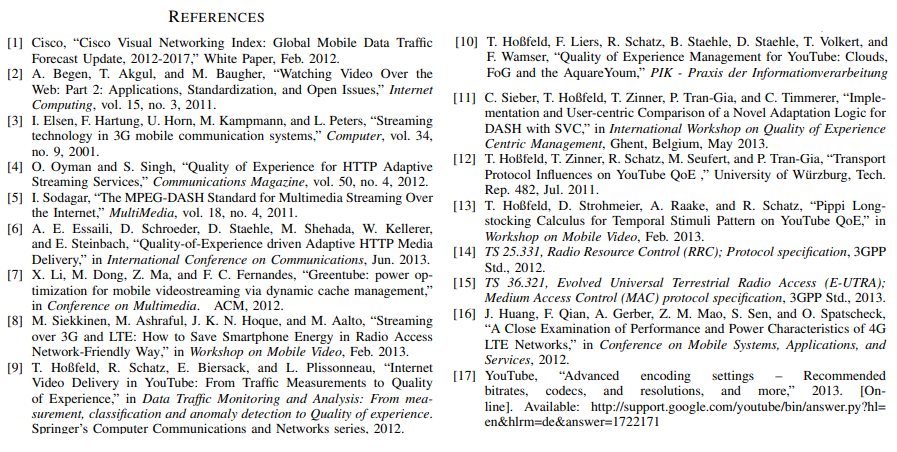 REFERENCES
[1] Cisco, “Cisco Visual Networking Index: Global Mobile Data Traffic
Forecast Update, 2012-2017,” White Paper, Feb. 2012.
[2] A. Begen, T. Akgul, and M. Baugher, “Watching Video Over the
Web: Part 2: Applications, Standardization, and Open Issues,” Internet
Computing, vol. 15, no. 3, 2011.
[3] I. Elsen, F. Hartung, U. Horn, M. Kampmann, and L. Peters, “Streaming
technology in 3G mobile communication systems,” Computer, vol. 34,
no. 9, 2001.
[4] O. Oyman and S. Singh, “Quality of Experience for HTTP Adaptive
Streaming Services,” Communications Magazine, vol. 50, no. 4, 2012.
[5] I. Sodagar, “The MPEG-DASH Standard for Multimedia Streaming Over
the Internet,” MultiMedia, vol. 18, no. 4, 2011.
[6] A. E. Essaili, D. Schroeder, D. Staehle, M. Shehada, W. Kellerer,
and E. Steinbach, “Quality-of-Experience driven Adaptive HTTP Media
Delivery,” in International Conference on Communications, Jun. 2013.
[7] X. Li, M. Dong, Z. Ma, and F. C. Fernandes, “Greentube: power op-
timization for mobile videostreaming via dynamic cache management,”
in Conference on Multimedia. ACM, 2012.
[8] M. Siekkinen, M. Ashraful, J. K. N. Hoque, and M. Aalto, “Streaming
over 3G and LTE: How to Save Smartphone Energy in Radio Access
Network-Friendly Way,” in Workshop on Mobile Video, Feb. 2013.
[9] T. Hoßfeld, R. Schatz, E. Biersack, and L. Plissonneau, “Internet
Video Delivery in YouTube: From Traffic Measurements to Quality
of Experience,” in Data Traffic Monitoring and Analysis: From mea-
surement, classification and anomaly detection to Quality of experience.
Springer’s Computer Communications and Networks series, 2012.
[10] T. Hoßfeld, F. Liers, R. Schatz, B. Staehle, D. Staehle, T. Volkert, and
F. Wamser, “Quality of Experience Management for YouTube: Clouds,
FoG and the AquareYoum,” PIK - Praxis der Informationverarbeitung
[11] C. Sieber, T. Hoßfeld, T. Zinner, P. Tran-Gia, and C. Timmerer, “Imple-
mentation and User-centric Comparison of a Novel Adaptation Logic for
DASH with SVC,” in International Workshop on Quality of Experience
Centric Management, Ghent, Belgium, May 2013.
[12] T. Hoßfeld, T. Zinner, R. Schatz, M. Seufert, and P. Tran-Gia, “Transport
Protocol Influences on YouTube QoE ,” University of Würzburg, Tech.
Rep. 482, Jul. 2011.
[13] T. Hoßfeld, D. Strohmeier, A. Raake, and R. Schatz, “Pippi Long-
stocking Calculus for Temporal Stimuli Pattern on YouTube QoE,” in
Workshop on Mobile Video, Feb. 2013.
[14] TS 25.331, Radio Resource Control (RRC); Protocol specification, 3GPP
Std., 2012.
[15] TS 36.321, Evolved Universal Terrestrial Radio Access (E-UTRA);
Medium Access Control (MAC) protocol specification, 3GPP Std., 2013.
[16] J. Huang, F. Qian, A. Gerber, Z. M. Mao, S. Sen, and O. Spatscheck,
“A Close Examination of Performance and Power Characteristics of 4G
LTE Networks,” in Conference on Mobile Systems, Applications, and
Services, 2012.
[17] YouTube, “Advanced encoding settings – Recommended
bitrates, codecs, and resolutions, and more,” 2013. [On-
line]. Available: http://support.google.com/youtube/bin/answer.py?hl=
en&hlrm=de&answer=1722171